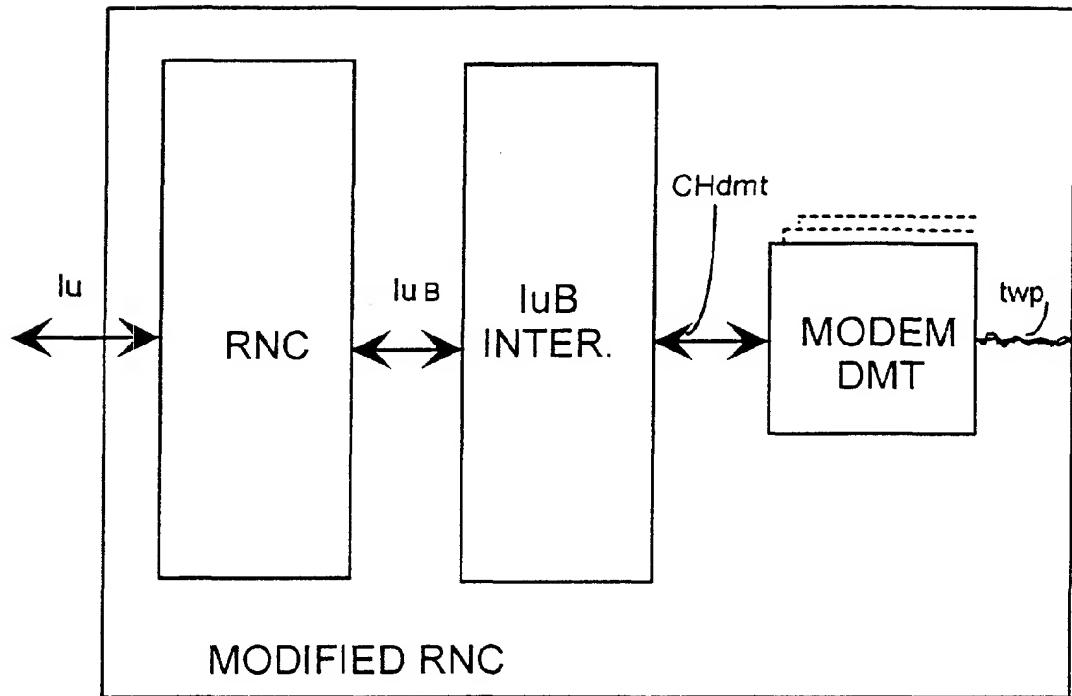 Iu
RNC
Iu B
IuB
INTER.
CHdmt
MODEM
DMT
twp
MODIFIED RNC